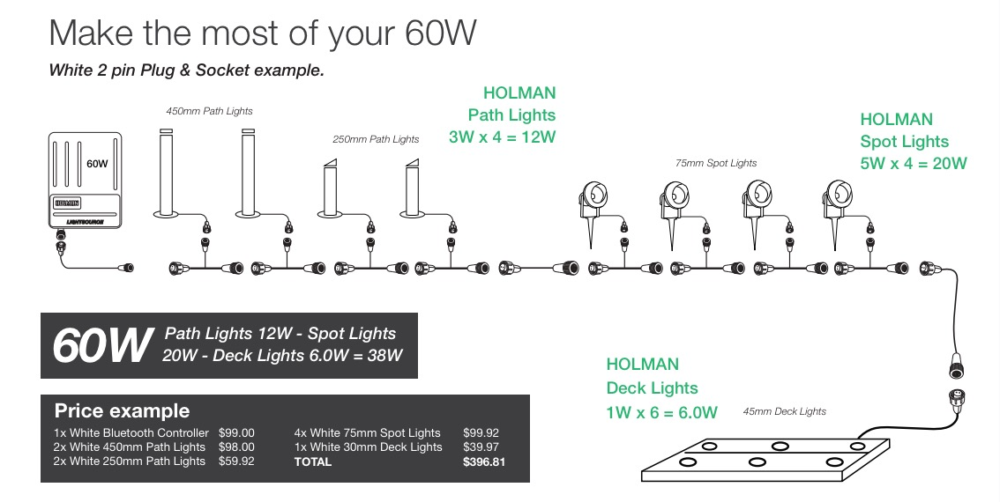 Make the most of your 60W
White 2 pin Plug & Socket example.
450mm Path Lights
250mm Path Lights
HOLMAN
Path Lights
3W x 4 = 12W
75mm Spot Lights
HOLMAN
Spot Lights
5W x 4 = 20W
60W
HOLMAN
LIGHTSOURCE
60W
Path Lights 12W - Spot Lights
20W - Deck Lights 6.0W = 38W
HOLMAN
Deck Lights
1W x 6 = 6.0W
45mm Deck Lights
Price example
1x White Bluetooth Controller $99.00
2x White 450mm Path Lights $98.00
2x White 250mm Path Lights $59.92
4x White 75mm Spot Lights $99.92
1x White 30mm Deck Lights $39.97
TOTAL $396.81